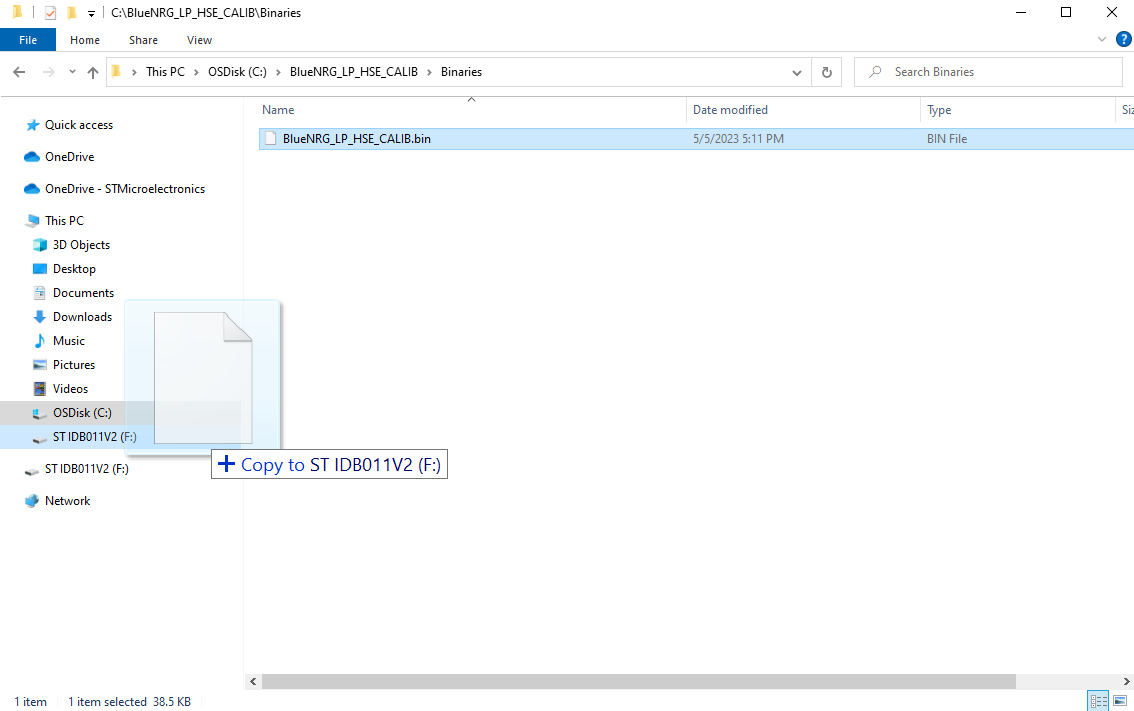 C:\BlueNRG_LP_HSE_CALIB\Binaries
File Home Share View
This PC OSDisk (C:) BlueNRG_LP_HSE_CALIB Binaries
Search Binaries
Name Date modified Type Siz
BlueNRG_LP_HSE_CALIB.bin 5/5/2023 5:11 PM BIN File
Quick access
OneDrive
OneDrive - STMicroelectronics
This PC
3D Objects
Desktop
Documents
Downloads
Music
Pictures
Videos
OSDisk (C:)
ST IDB011V2 (F:)
Copy to ST IDB011V2 (F:)
ST IDB011V2 (F:)
Network
1 item 1 item selected 38.5 KB